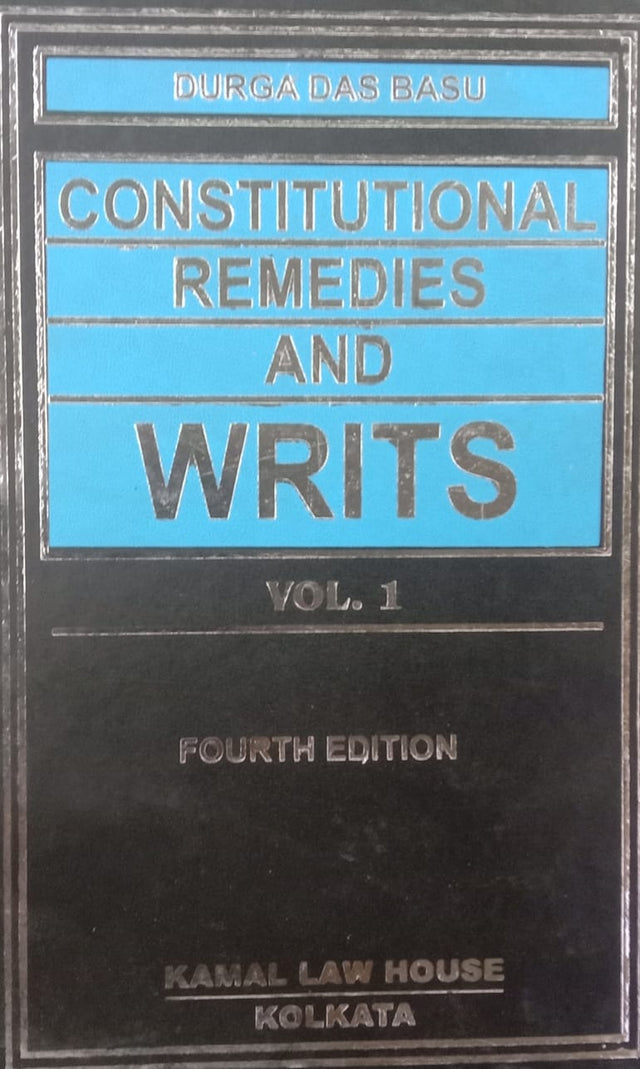 DURGA DAS BASU
CONSTITUTIONAL
REMEDIES
AND
WRITS
VOL. 1
FOURTH EDITION
KAMAL LAW HOUSE
KOLKATA